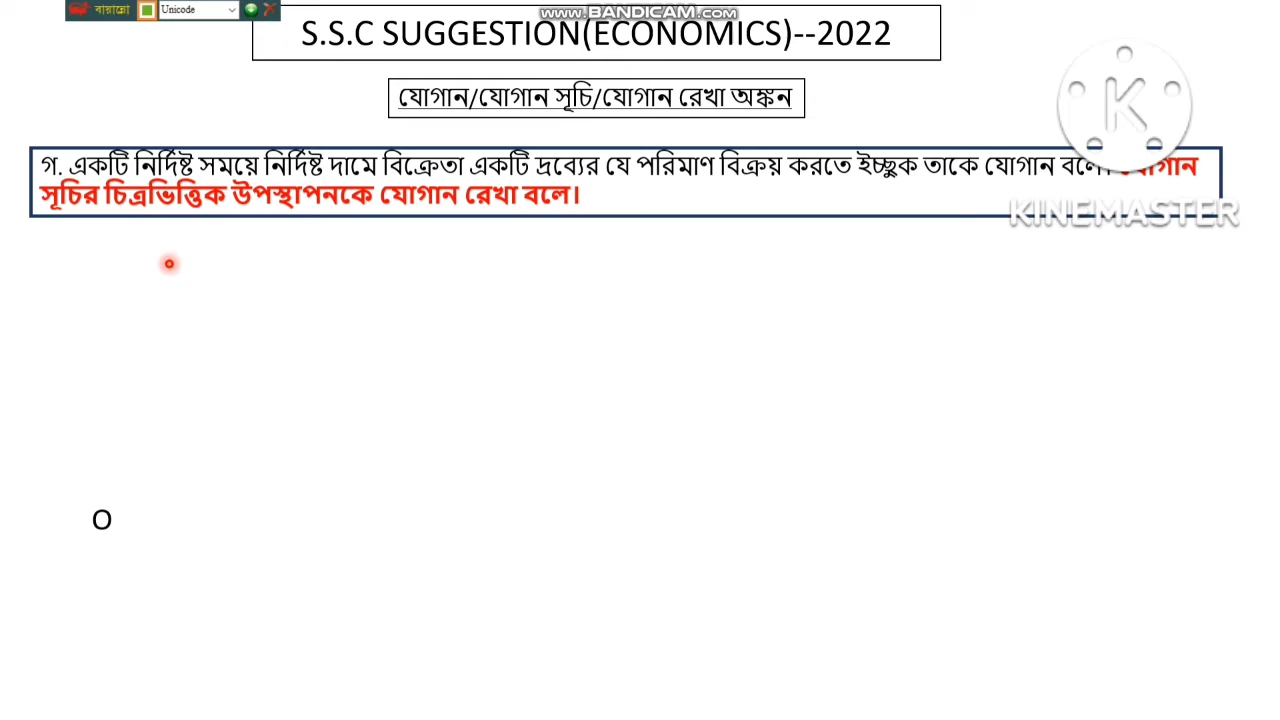 বায়ান্নো Unicode
www.BANDICAM.com
S.S.C SUGGESTION(ECONOMICS)--2022
যোগান/যোগান সূচি/যোগান রেখা অঙ্কন
গ. একটি নির্দিষ্ট সময়ে নির্দিষ্ট দামে বিক্রেতা একটি দ্রব্যের যে পরিমাণ বিক্রয় করতে ইচ্ছুক তাকে যোগান বলে। যোগান
সূচির চিত্রভিত্তিক উপস্থাপনকে যোগান রেখা বলে।
K
KINEMASTER
O